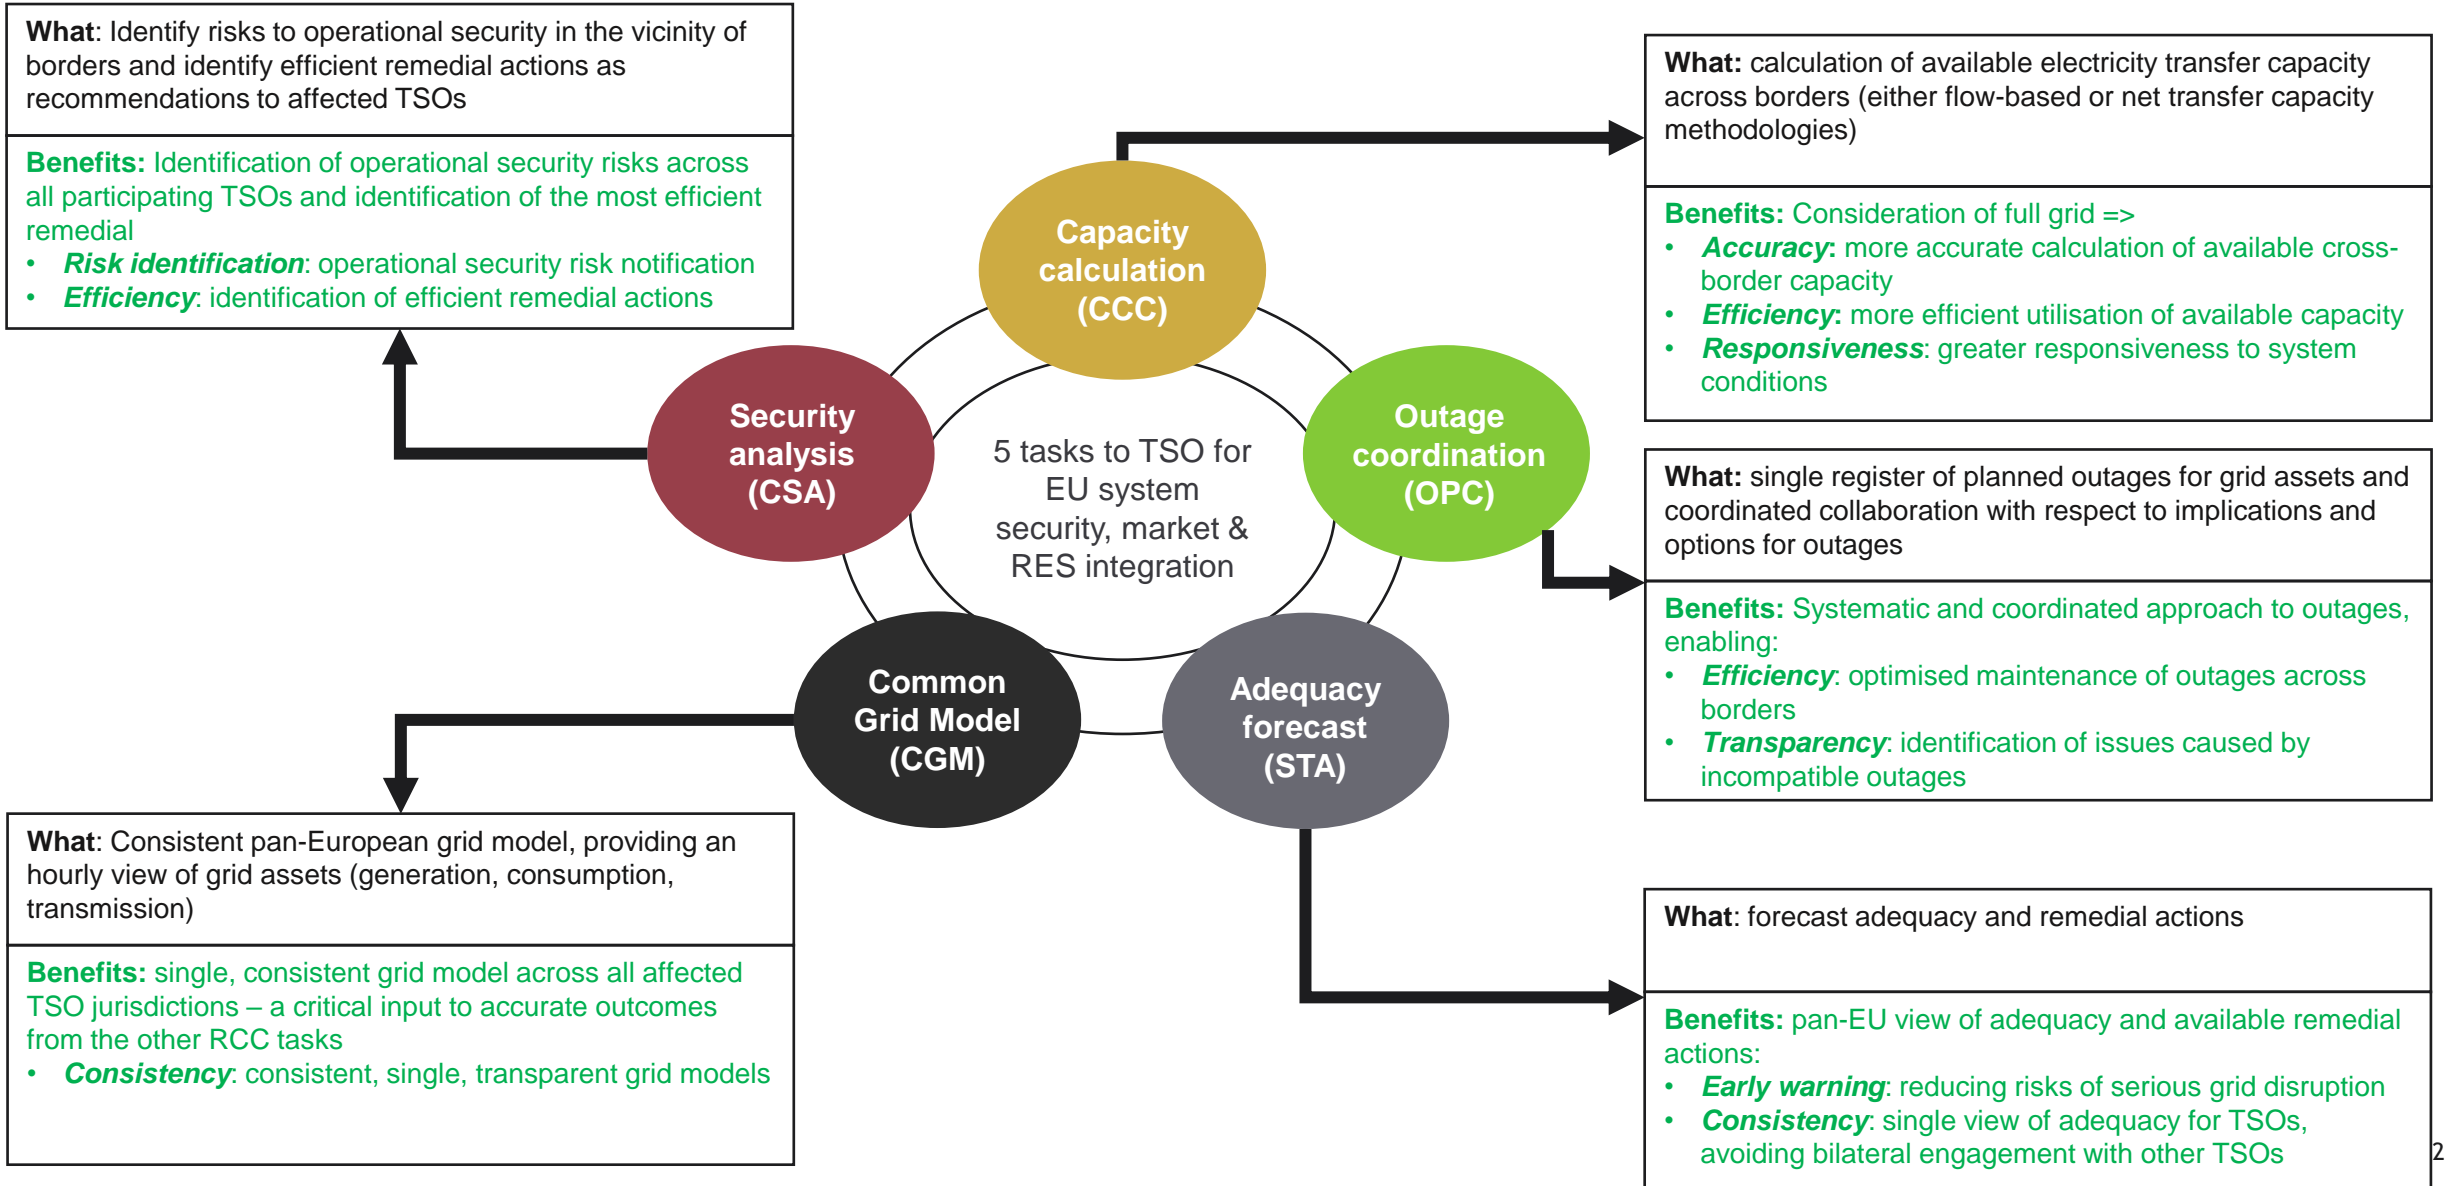 What: Identify risks to operational security in the vicinity of
borders and identify efficient remedial actions as
recommendations to affected TSOs
Benefits: Identification of operational security risks across
all participating TSOs and identification of the most efficient
remedial
• Risk identification: operational security risk notification
• Efficiency: identification of efficient remedial actions
What: calculation of available electricity transfer capacity
across borders (either flow-based or net transfer capacity
methodologies)
Benefits: Consideration of full grid =>
• Accuracy: more accurate calculation of available cross-
border capacity
• Efficiency: more efficient utilisation of available capacity
• Responsiveness: greater responsiveness to system
conditions
Capacity
calculation
(CCC)
Security
analysis
(CSA)
5 tasks to TSO for
EU system
security, market &
RES integration
Outage
coordination
(OPC)
What: single register of planned outages for grid assets and
coordinated collaboration with respect to implications and
options for outages
Benefits: Systematic and coordinated approach to outages,
enabling:
• Efficiency: optimised maintenance of outages across
borders
• Transparency: identification of issues caused by
incompatible outages
Common
Grid Model
(CGM)
Adequacy
forecast
(STA)
What: Consistent pan-European grid model, providing an
hourly view of grid assets (generation, consumption,
transmission)
Benefits: single, consistent grid model across all affected
TSO jurisdictions – a critical input to accurate outcomes
from the other RCC tasks
• Consistency: consistent, single, transparent grid models
What: forecast adequacy and remedial actions
Benefits: pan-EU view of adequacy and available remedial
actions:
• Early warning: reducing risks of serious grid disruption
• Consistency: single view of adequacy for TSOs,
avoiding bilateral engagement with other TSOs
2